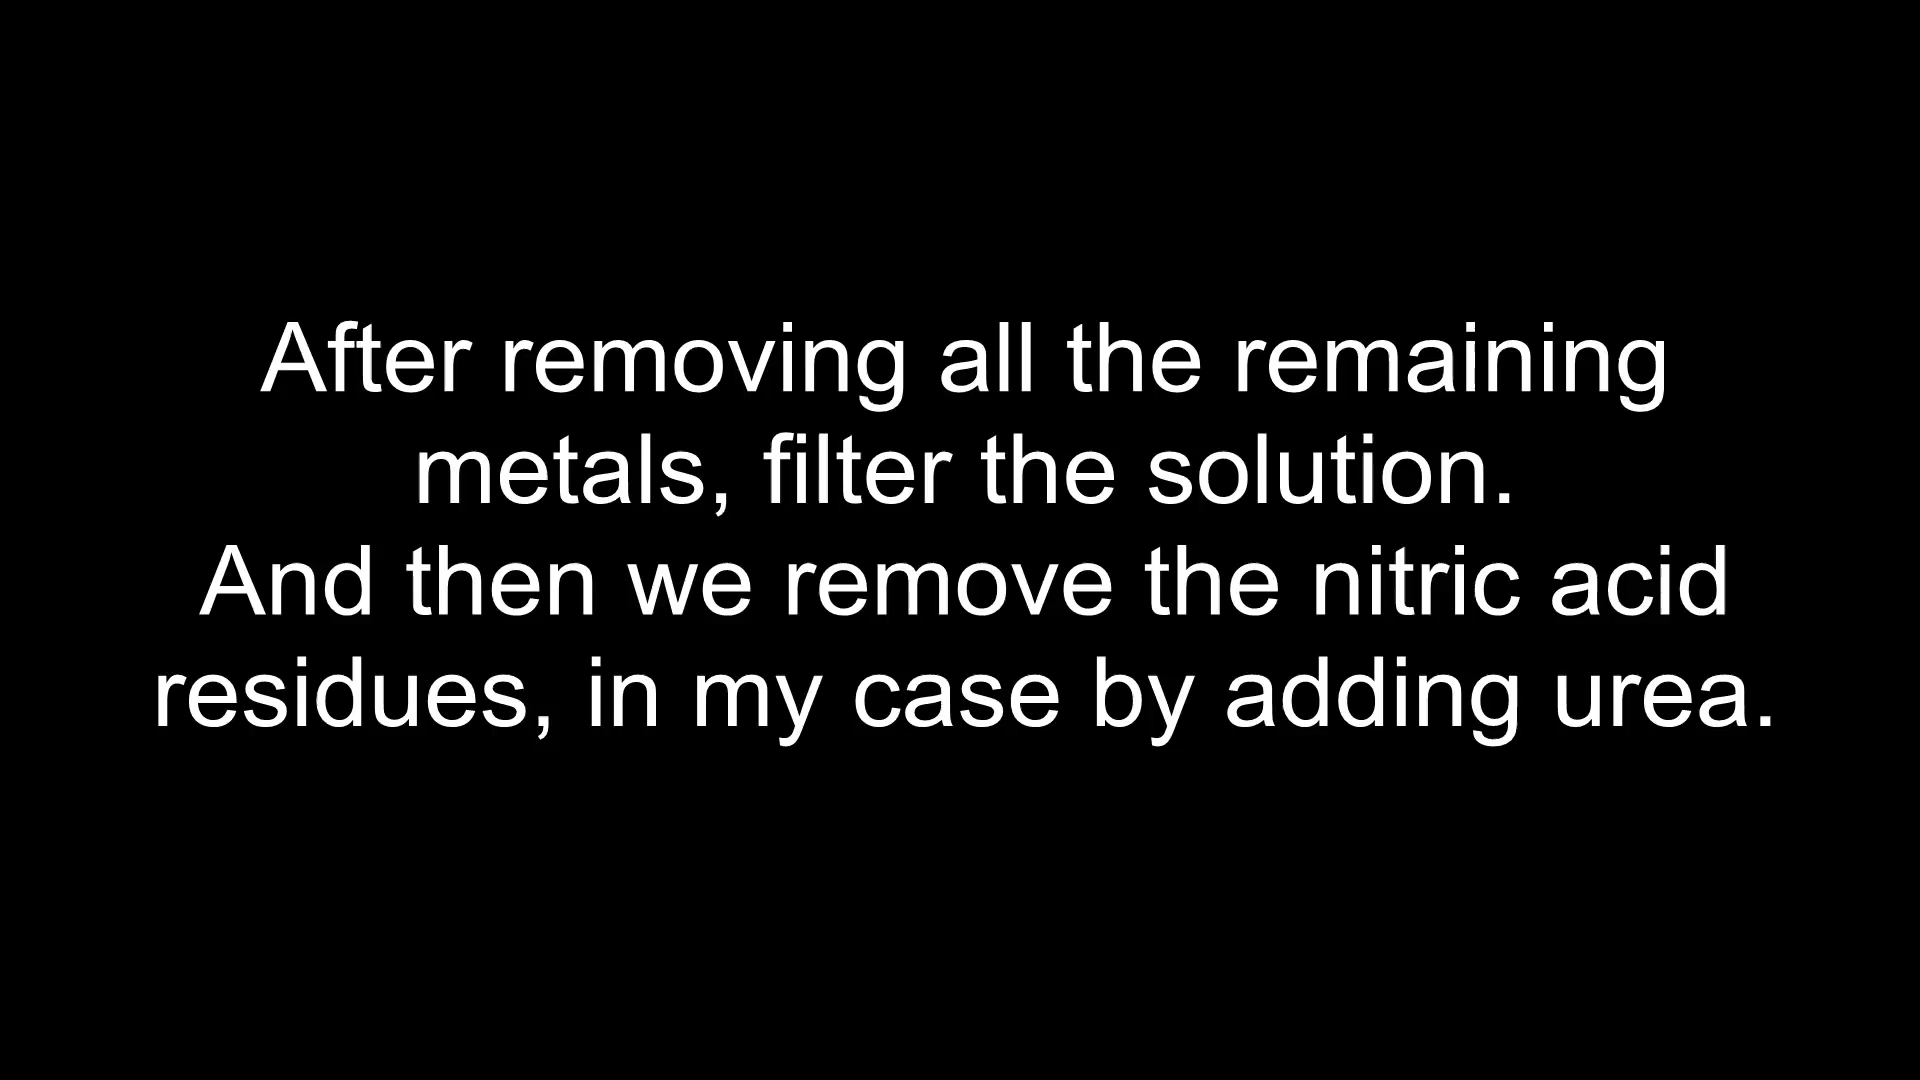 After removing all the remaining
metals, filter the solution.
And then we remove the nitric acid
residues, in my case by adding urea.